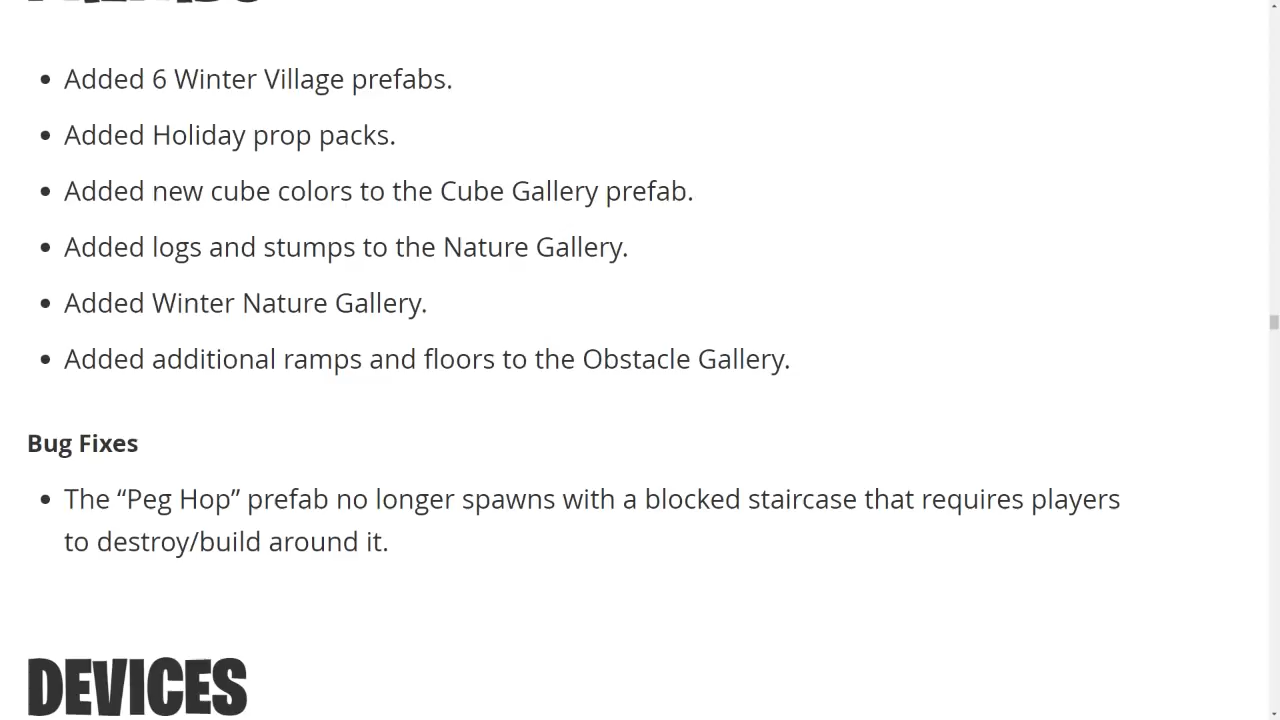 • Added 6 Winter Village prefabs.
• Added Holiday prop packs.
• Added new cube colors to the Cube Gallery prefab.
• Added logs and stumps to the Nature Gallery.
• Added Winter Nature Gallery.
• Added additional ramps and floors to the Obstacle Gallery.
Bug Fixes
• The “Peg Hop” prefab no longer spawns with a blocked staircase that requires players
to destroy/build around it.
DEVICES